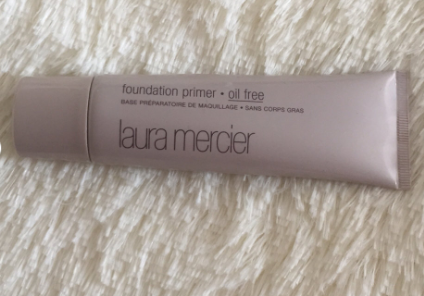 foundation primer • oil free
BASE PRÉPARATOIRE DE MAQUILLAGE • SANS CORPS GRAS
laura mercier